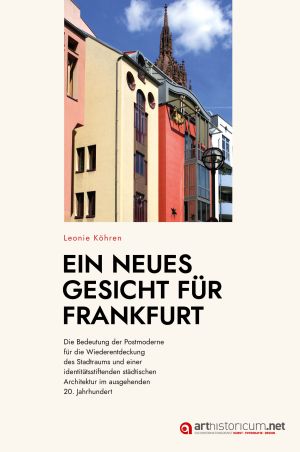 Leonie Köhren
EIN NEUES
GESICHT FÜR
FRANKFURT
Die Bedeutung der Postmoderne
für die Wiederentdeckung
des Stadtraums und einer
identitätsstiftenden städtischen
Architektur im ausgehenden
20. Jahrhundert
arthistoricum.net